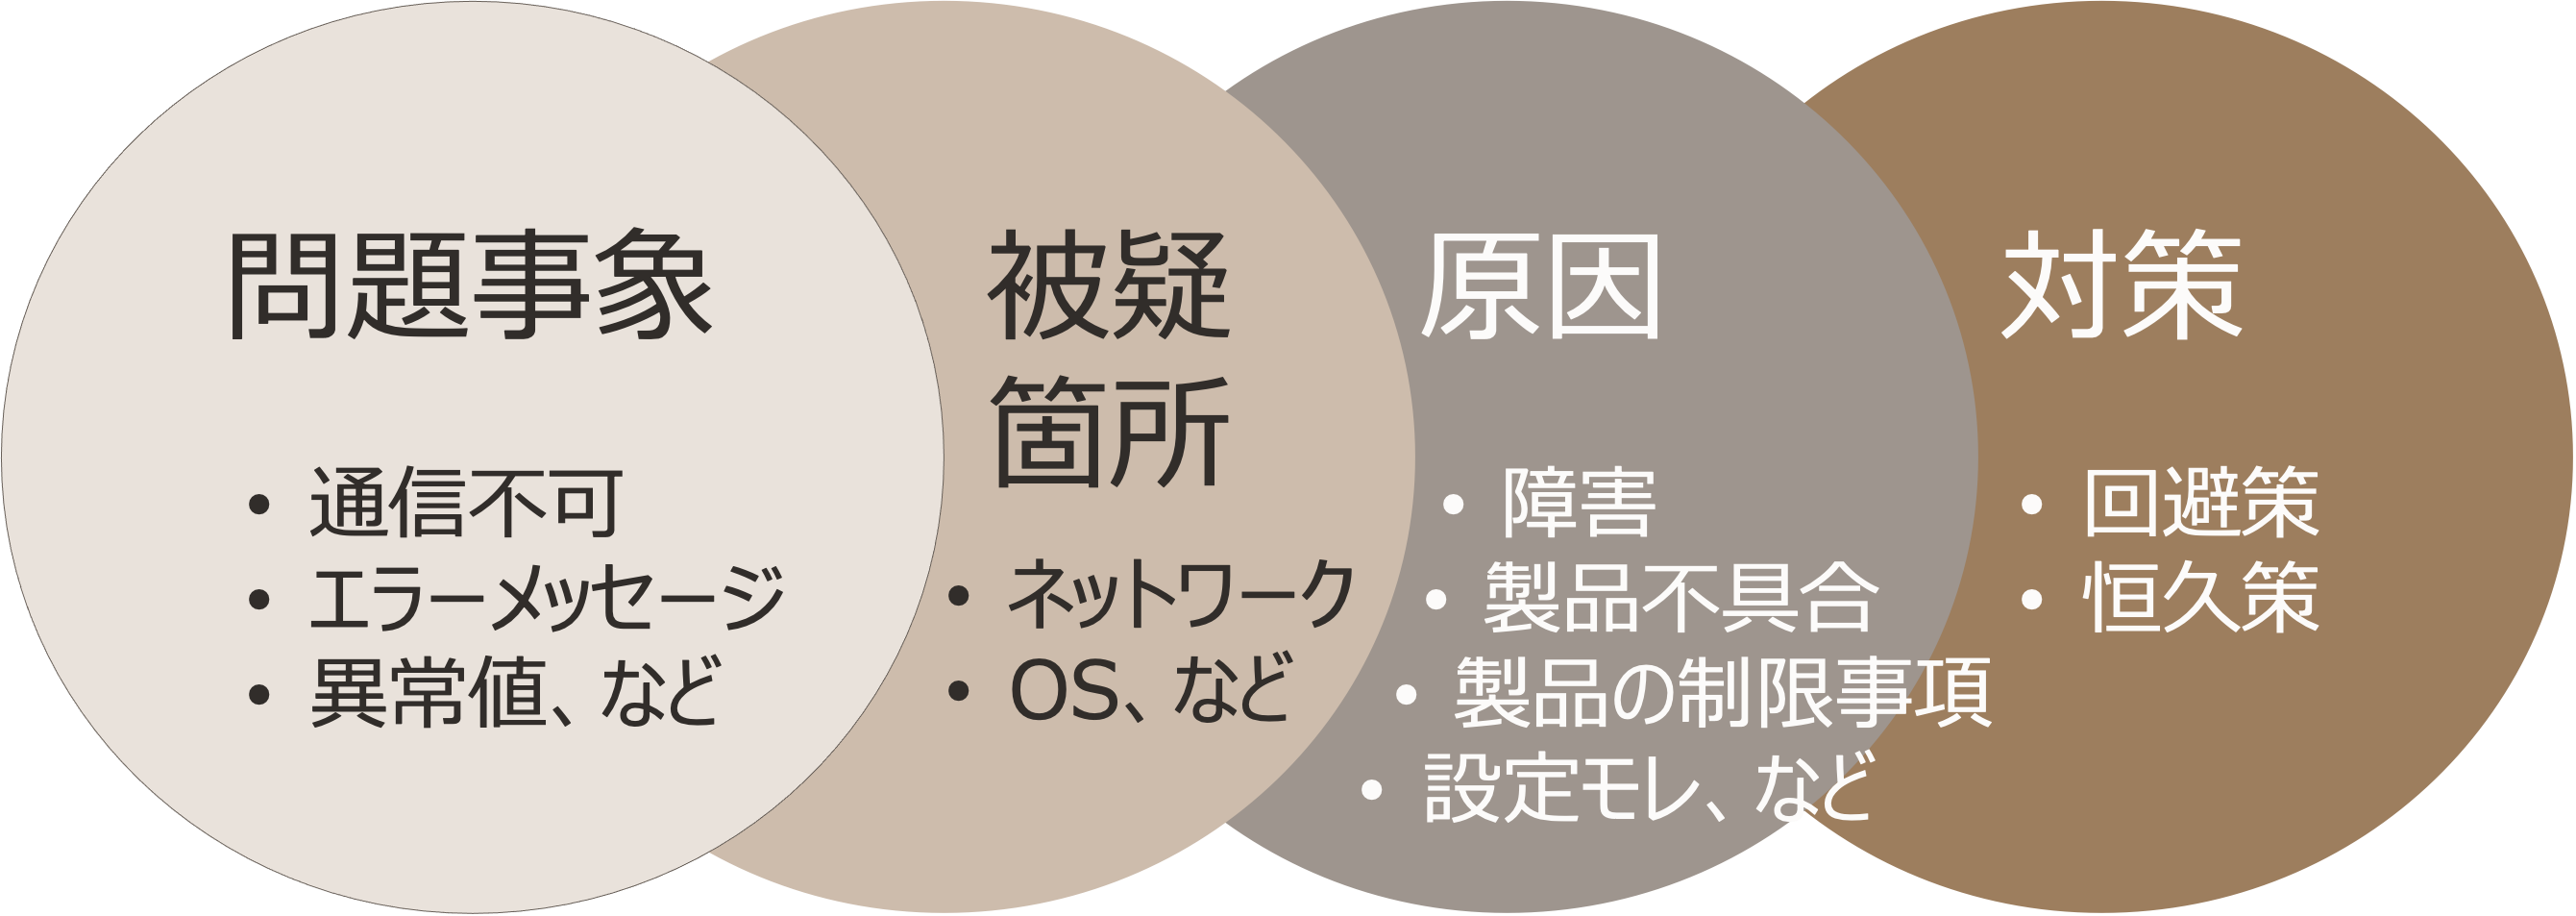 問題事象
• 通信不可
• エラーメッセージ
• 異常値、など
被疑
箇所
• ネットワーク
• OS、など
原因
• 障害
• 製品不具合
• 製品の制限事項
• 設定モレ、など
対策
• 回避策
• 恒久策